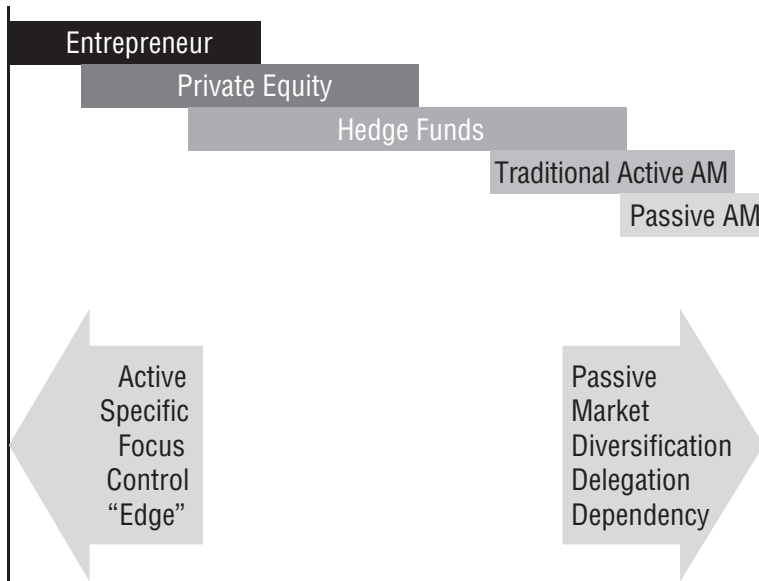 Entrepreneur
Private Equity
Hedge Funds
Traditional Active AM
Passive AM
Active
Specific
Focus
Control
“Edge”
Passive
Market
Diversification
Delegation
Dependency